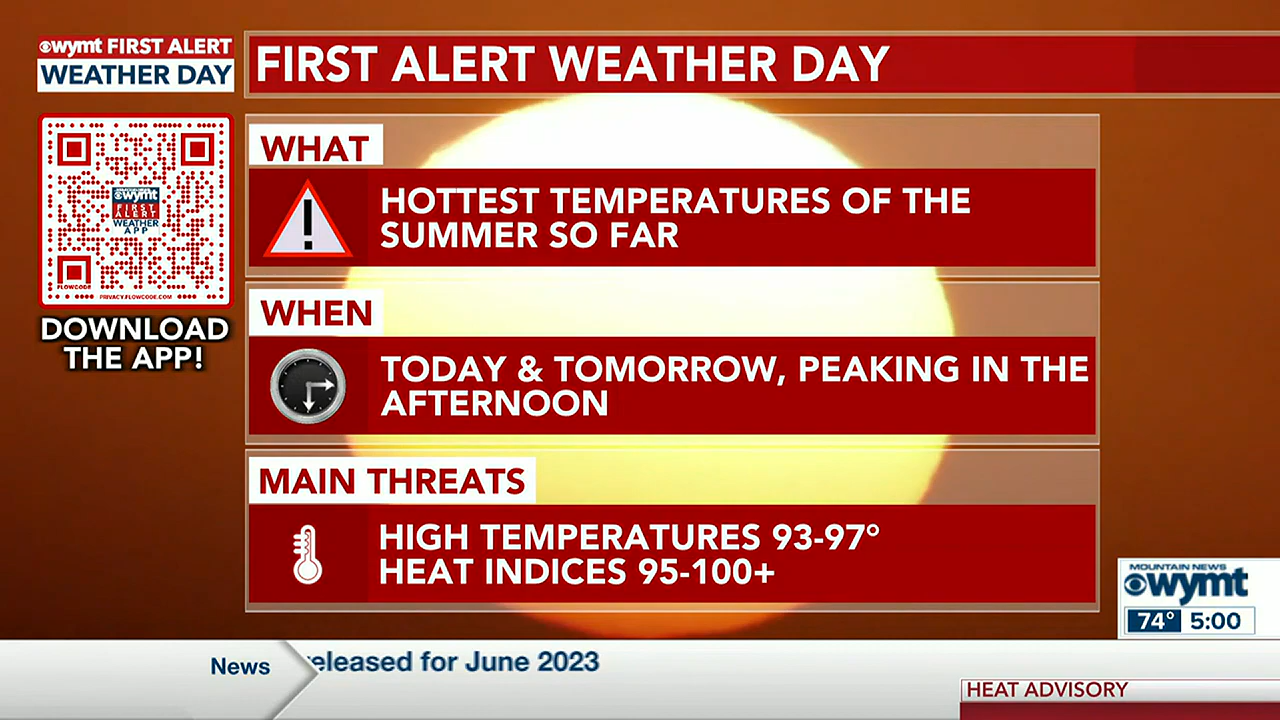 wymt FIRST ALERT
WEATHER DAY
FIRST ALERT WEATHER DAY
wymt
FIRST
ALERT
WEATHER
APP
FLOWCODE
PRIVACY.FLOWCODE.COM
DOWNLOAD
THE APP!
WHAT
HOTTEST TEMPERATURES OF THE
SUMMER SO FAR
WHEN
TODAY & TOMORROW, PEAKING IN THE
AFTERNOON
MAIN THREATS
HIGH TEMPERATURES 93-97°
HEAT INDICES 95-100+
MOUNTAIN NEWS
wymt
74° 5:00
News
eleased for June 2023
HEAT ADVISORY